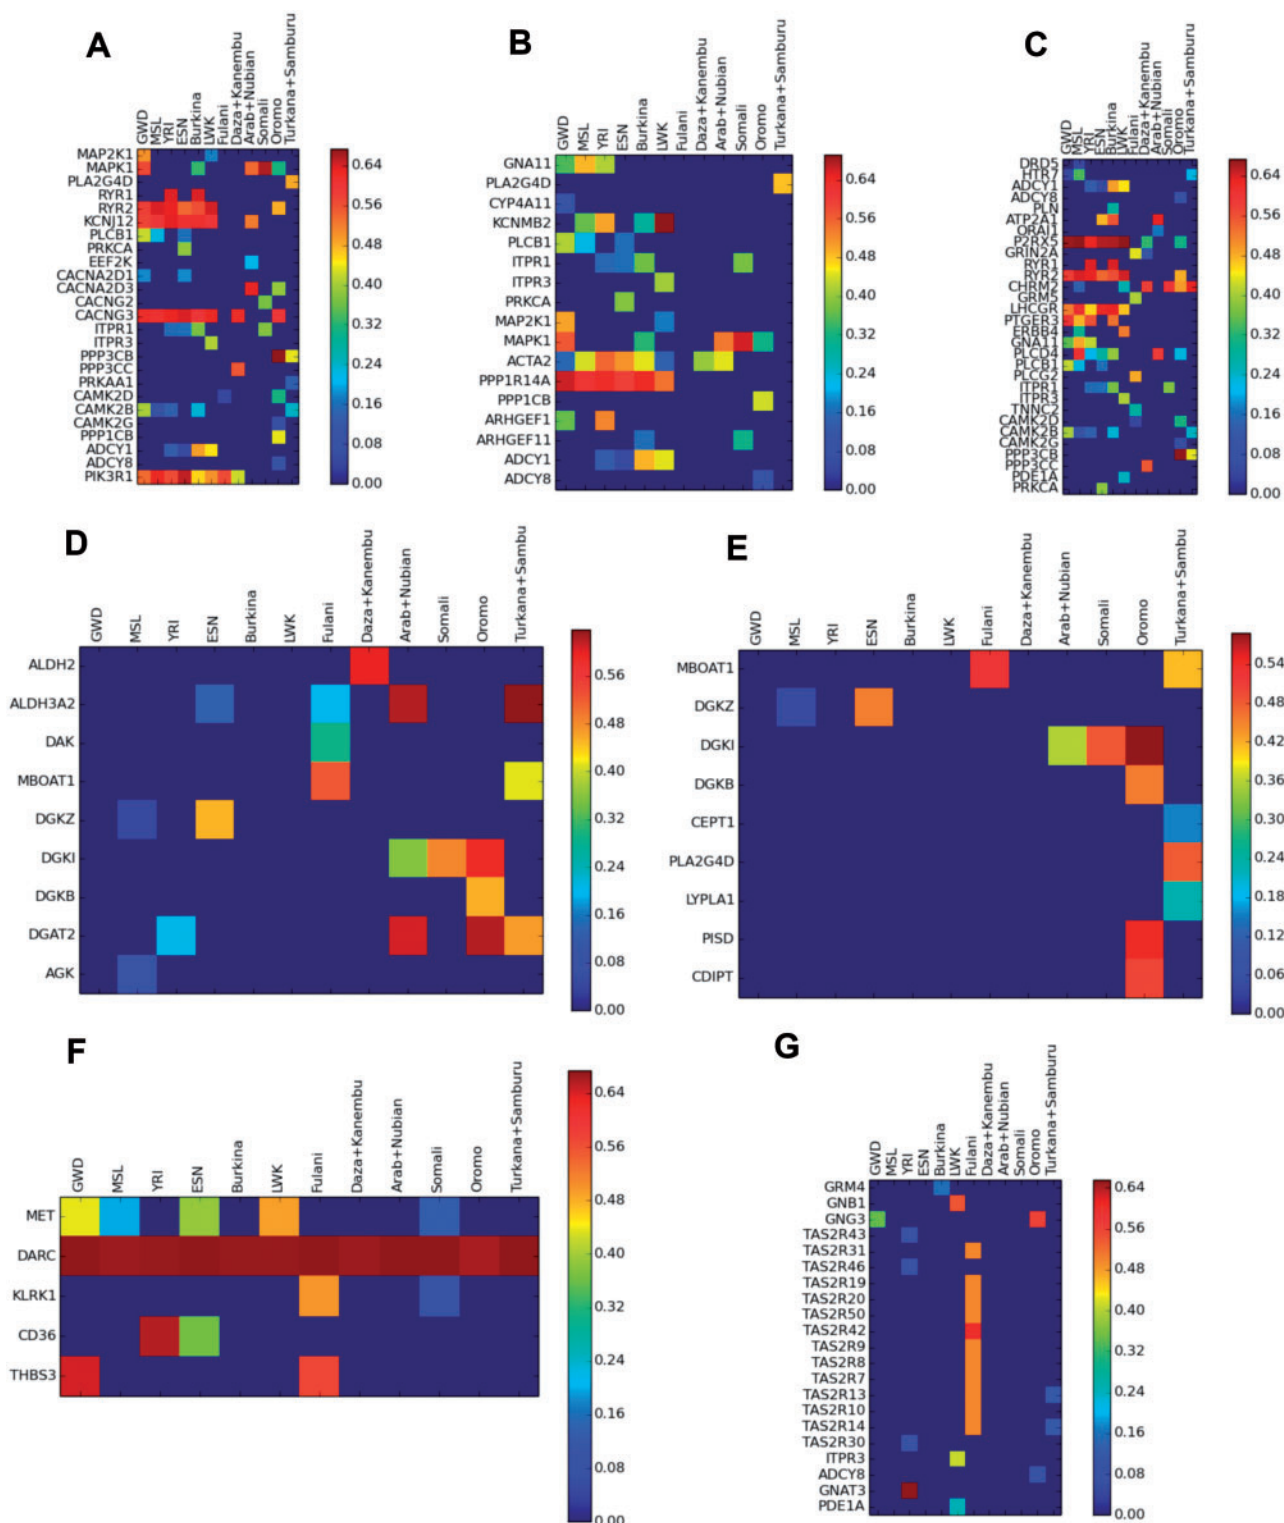 A
GWD
MSL
YRI
ESN
Burkina
LWK
Fulani
Daza+Kanembu
Arab+Nubian
Somali
Oromo
Turkana+Samburu
MAP2K1
MAPK1
PLA2G4D
RYR1
RYR2
KCNJ12
PLCB1
PRKCA
EEF2K
CACNA2D1
CACNA2D3
CACNG2
CACNG3
ITPR1
ITPR3
PPP3CB
PPP3CC
PRKAA1
CAMK2D
CAMK2B
CAMK2G
PPP1CB
ADCY1
ADCY8
PIK3R1
0.64
0.56
0.48
0.40
0.32
0.24
0.16
0.08
0.00
B
GWD
MSL
YRI
ESN
Burkina
LWK
Fulani
Daza+Kanembu
Arab+Nubian
Somali
Oromo
Turkana+Samburu
GNA11
PLA2G4D
CYP4A11
KCNMB2
PLCB1
ITPR1
ITPR3
PRKCA
MAP2K1
MAPK1
ACTA2
PPP1R14A
PPP1CB
ARHGEF1
ARHGEF11
ADCY1
ADCY8
0.64
0.56
0.48
0.40
0.32
0.24
0.16
0.08
0.00
C
GWD
MSL
YRI
ESN
Burkina
LWK
Fulani
Daza+Kanembu
Arab+Nubian
Somali
Oromo
Turkana+Samburu
DRD5
HTR7
ADCY1
ADCY8
PLN
ATP2A1
ORAI1
P2RX5
GRIN2A
RYR1
RYR2
CHRM2
GRM5
LHCGR
PTGER3
ERBB4
GNA11
PLCD4
PLCB1
PLCG2
ITPR1
ITPR3
TNNC2
CAMK2D
CAMK2B
CAMK2G
PPP3CB
PPP3CC
PDE1A
PRKCA
0.64
0.56
0.48
0.40
0.32
0.24
0.16
0.08
0.00
D
GWD
MSL
YRI
ESN
Burkina
LWK
Fulani
Daza+Kanembu
Arab+Nubian
Somali
Oromo
Turkana+Sambu
ALDH2
ALDH3A2
DAK
MBOAT1
DGKZ
DGKI
DGKB
DGAT2
AGK
0.56
0.48
0.40
0.32
0.24
0.16
0.08
0.00
E
GWD
MSL
YRI
ESN
Burkina
LWK
Fulani
Daza+Kanembu
Arab+Nubian
Somali
Oromo
Turkana+Sambu
MBOAT1
DGKZ
DGKI
DGKB
CEPT1
PLA2G4D
LYPLA1
PISD
CDIPT
0.54
0.48
0.42
0.36
0.30
0.24
0.18
0.12
0.06
0.00
F
GWD
MSL
YRI
ESN
Burkina
LWK
Fulani
Daza+Kanembu
Arab+Nubian
Somali
Oromo
Turkana+Samburu
MET
DARC
KLRK1
CD36
THBS3
0.64
0.56
0.48
0.40
0.32
0.24
0.16
0.08
0.00
G
GWD
MSL
YRI
ESN
Burkina
LWK
Fulani
Daza+Kanembu
Arab+Nubian
Somali
Oromo
Turkana+Samburu
GRM4
GNB1
GNG3
TAS2R43
TAS2R31
TAS2R46
TAS2R19
TAS2R20
TAS2R50
TAS2R42
TAS2R9
TAS2R8
TAS2R7
TAS2R13
TAS2R10
TAS2R14
TAS2R30
ITPR3
ADCY8
GNAT3
PDE1A
0.64
0.56
0.48
0.40
0.32
0.24
0.16
0.08
0.00